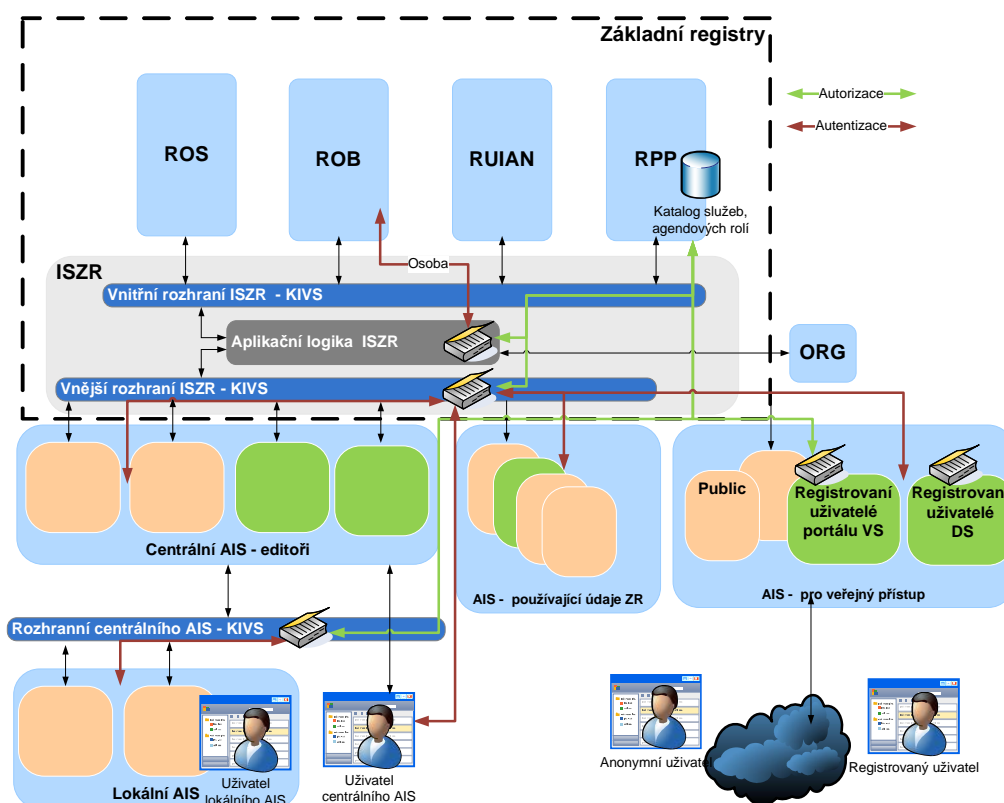 Základní registry
Autorizace
Autentizace
ROS
ROB
RUIAN
RPP
Katalog služeb,
agendových rolí
Osoba
ISZR
Vnitřní rozhraní ISZR - KIVS
Aplikační logika ISZR
ORG
Vnější rozhraní ISZR - KIVS
Public
Registrovaní
uživatelé
portálu VS
Registrovan
uživatelé
DS
Centrální AIS - editoři
AIS - používající údaje ZR
AIS - pro veřejný přístup
Rozhranní centrálního AIS - KIVS
Anonymní uživatel
Registrovaný uživatel
Uživatel
lokálního AIS
Uživatel
centrálního AIS
Lokální AIS